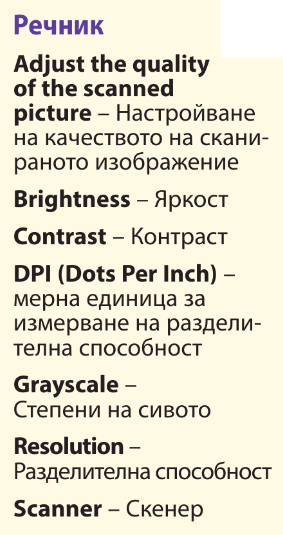 Речник
Adjust the quality
of the scanned
picture – Настройване
на качеството на скани-
раното изображение
Brightness – Яркост
Contrast – Контраст
DPI (Dots Per Inch) –
мерна единица за
измерване на раздели-
телна способност
Grayscale –
Степени на сивото
Resolution –
Разделителна способност
Scanner – Скенер